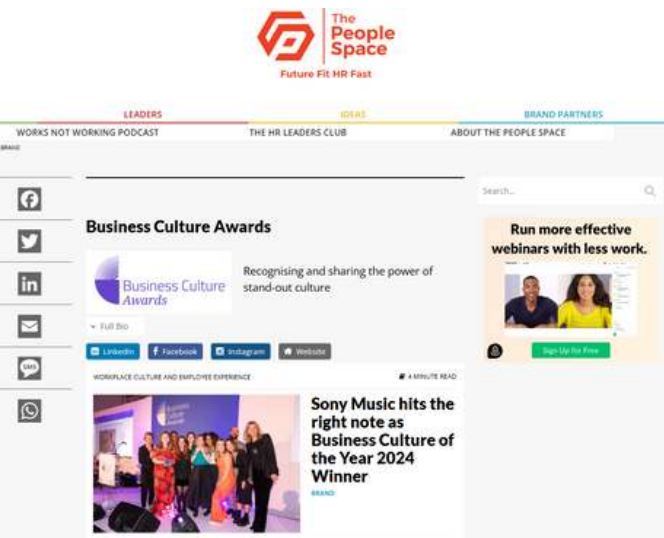 The
People
Space
Future Fit HR Fast
LEADERS
IDEAS
BRAND PARTNERS
WORKS NOT WORKING PODCAST
THE HR LEADERS CLUB
ABOUT THE PEOPLE SPACE
BRAND
Search...
Business Culture Awards
Business Culture
Awards
Recognising and sharing the power of
stand-out culture
Full Bio
LinkedIn
Facebook
Instagram
Website
SMS
WORKPLACE CULTURE AND EMPLOYEE EXPERIENCE
4 MINUTE READ
Sony Music hits the
right note as
Business Culture of
the Year 2024
Winner
BRAND
Run more effective
webinars with less work.
Sign Up for Free